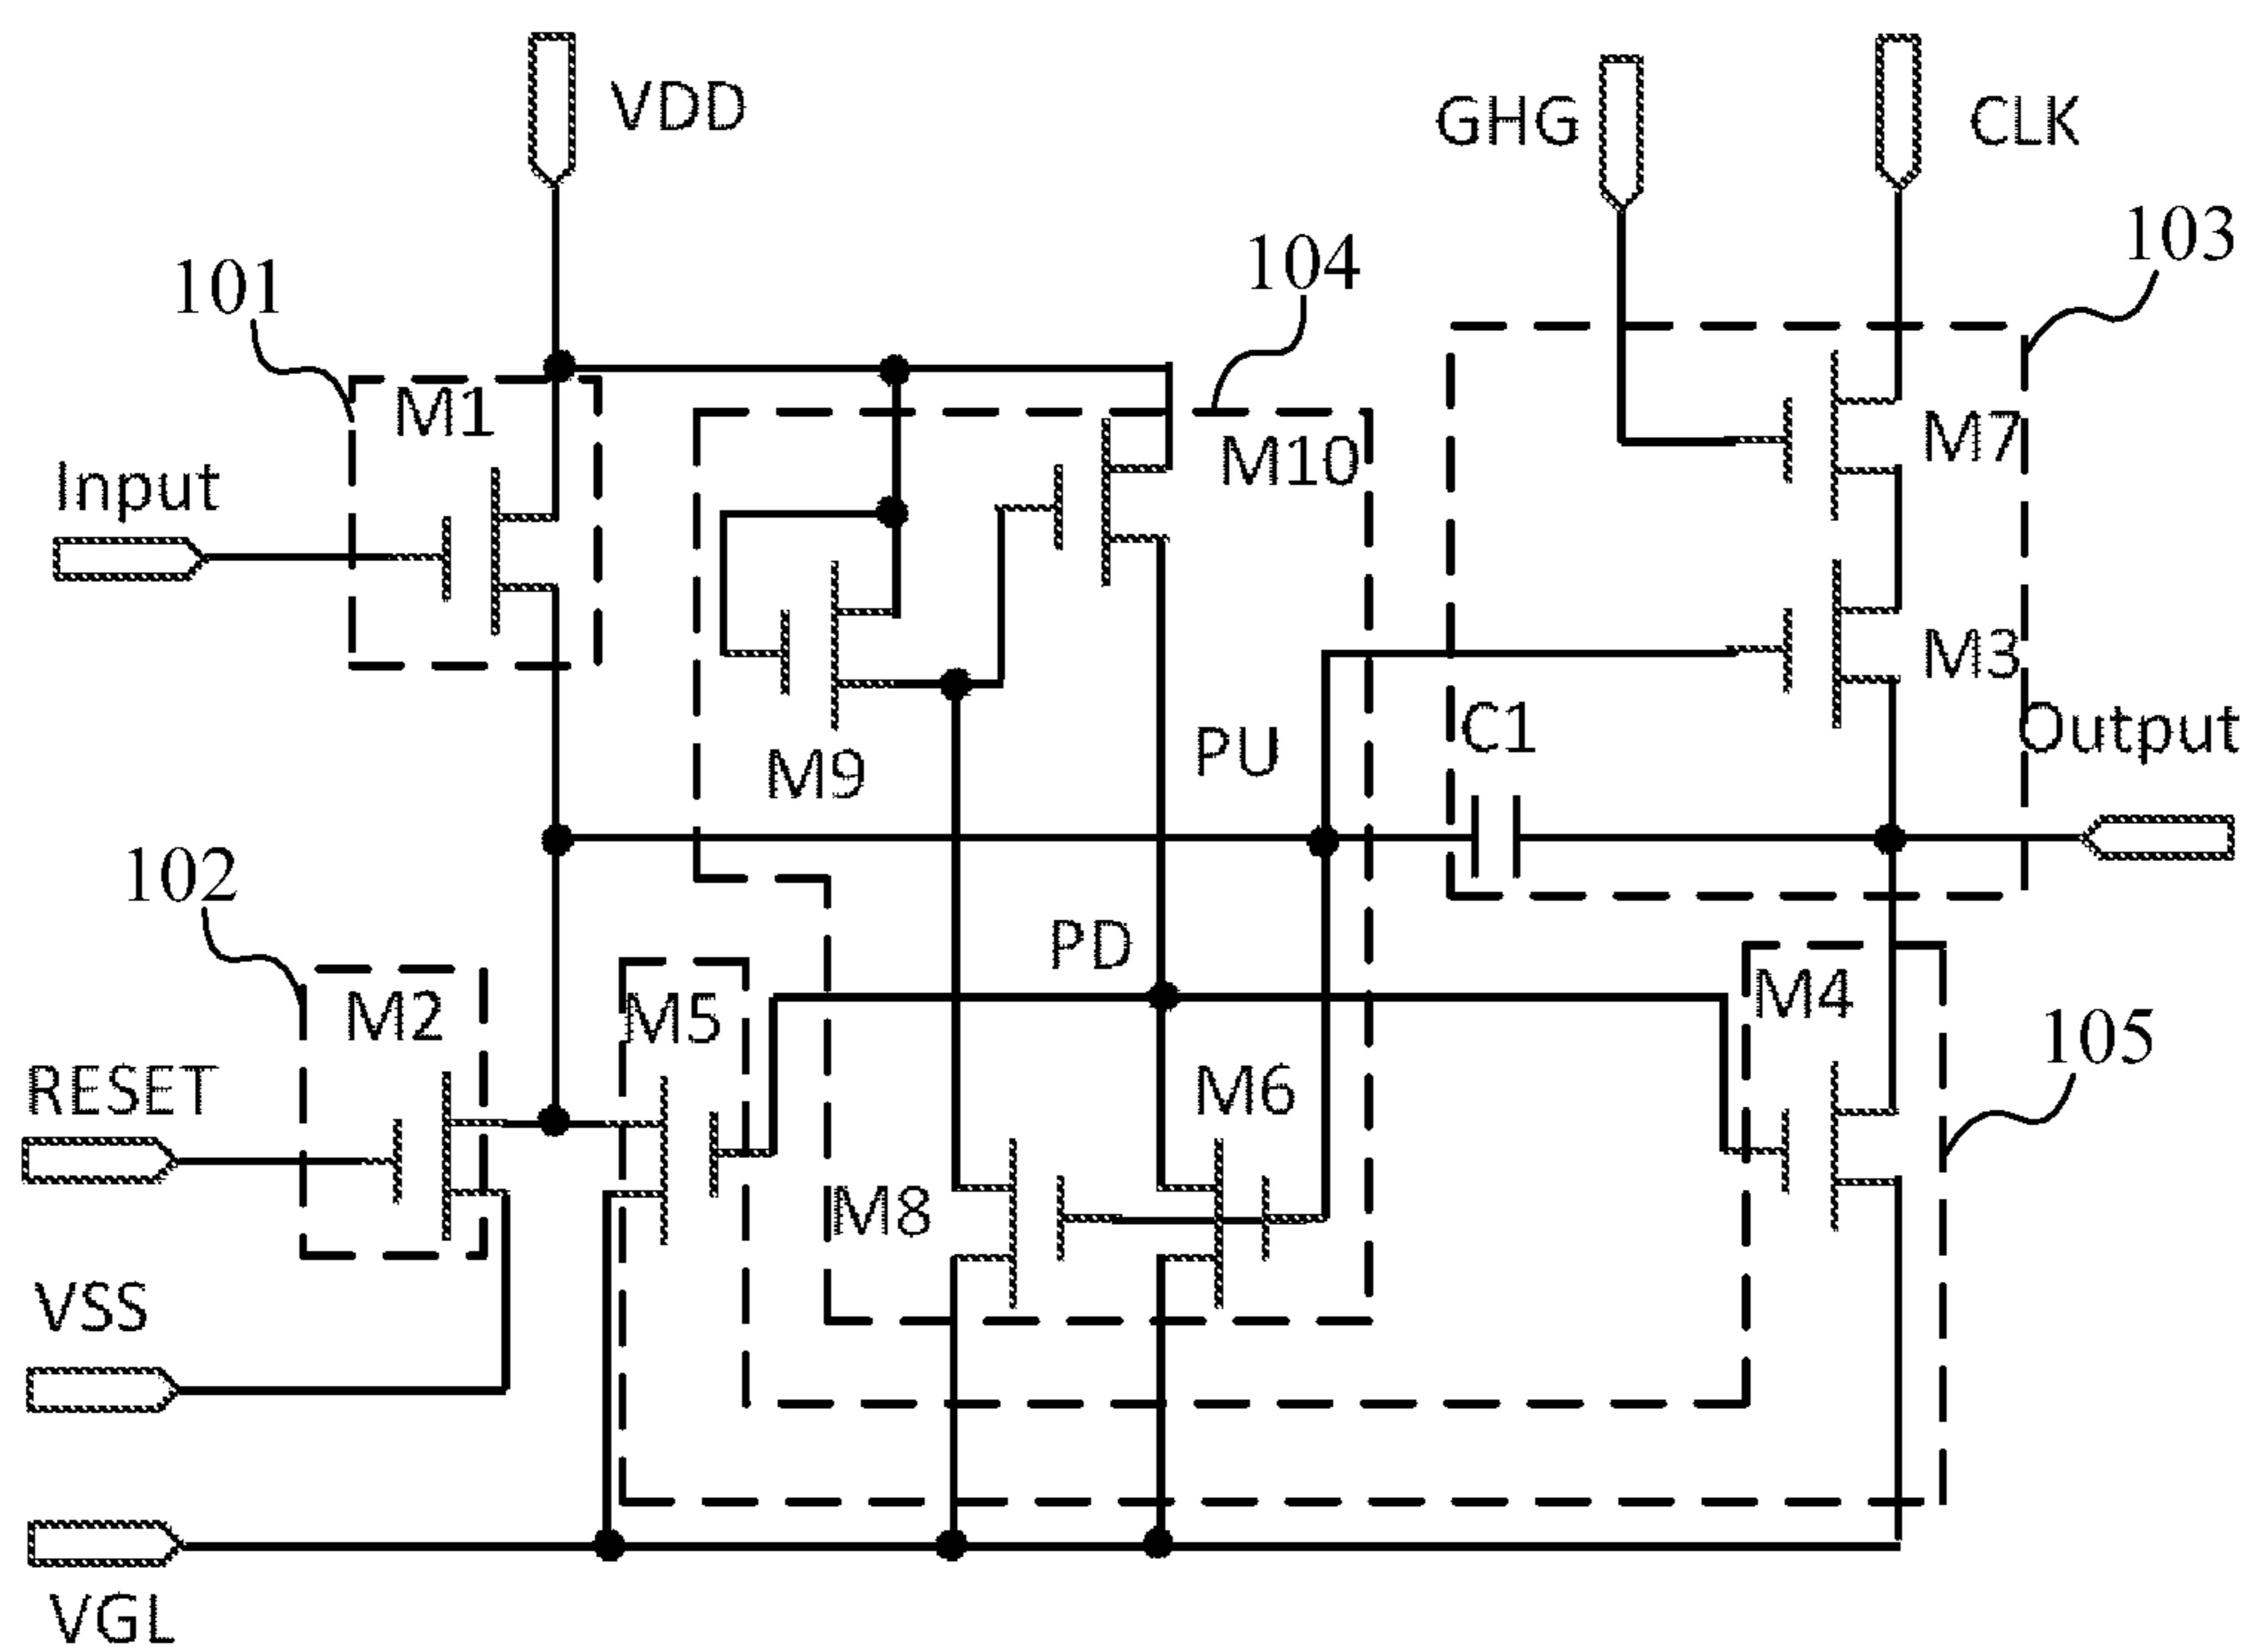 VDD
GHG
CLK
103
104
101
M1
M7
M10
Input
M3
C1
Output
PU
M9
102
PD
M4
M2
M5
105
RESET
M6
M8
VSS
VGL